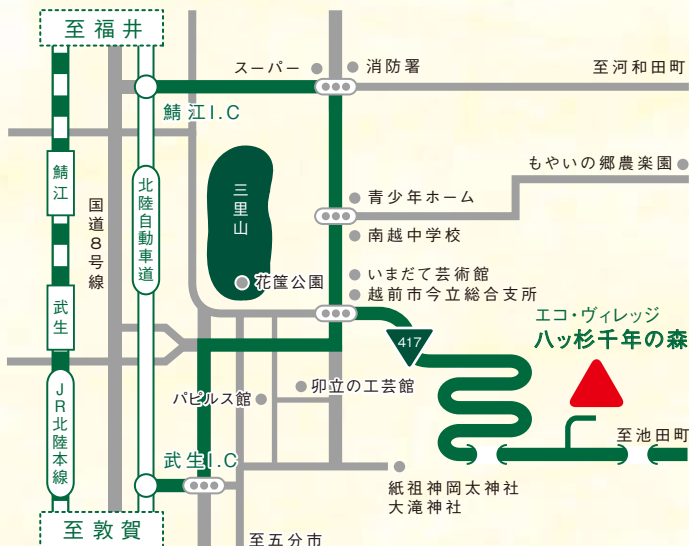 至福井
スーパー
消防署
至河和田町
鯖江I.C
鯖江
三里山
もやいの郷農楽園
北陸自動車道
国道8号線
青少年ホーム
南越中学校
花筐公園
いまだて芸術館
越前市今立総合支所
武生
417
エコ・ヴィレッジ
八ッ杉千年の森
JR北陸本線
パピルス館
卯立の工芸館
至池田町
武生I.C
紙祖神岡太神社
大滝神社
至敦賀
至五分市